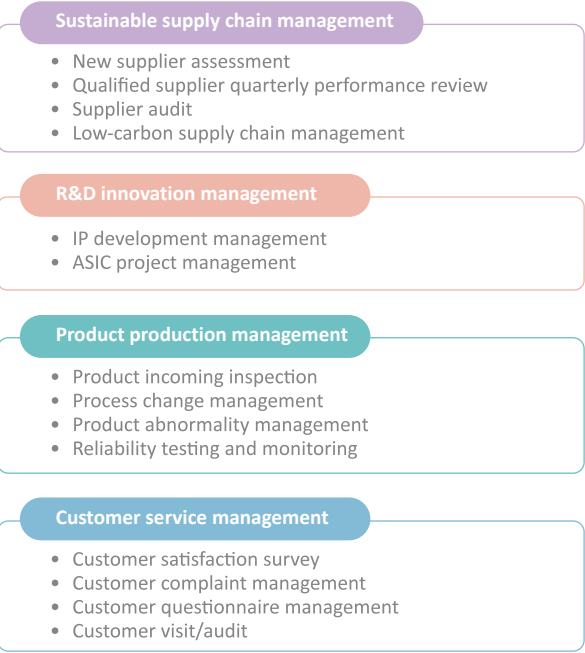 Sustainable supply chain management
• New supplier assessment
• Qualified supplier quarterly performance review
• Supplier audit
• Low-carbon supply chain management
R&D innovation management
• IP development management
• ASIC project management
Product production management
• Product incoming inspection
• Process change management
• Product abnormality management
• Reliability testing and monitoring
Customer service management
• Customer satisfaction survey
• Customer complaint management
• Customer questionnaire management
• Customer visit/audit